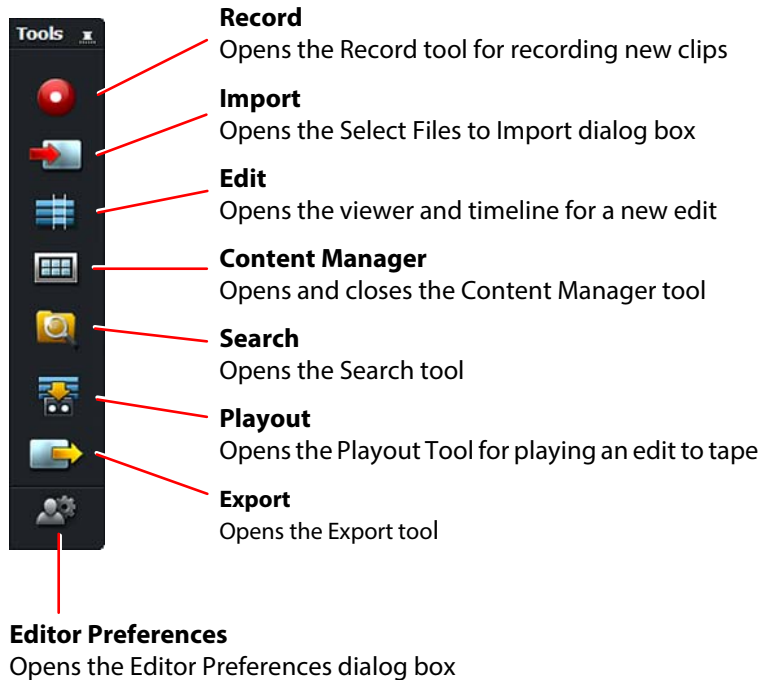 Tools
Record
Opens the Record tool for recording new clips
Import
Opens the Select Files to Import dialog box
Edit
Opens the viewer and timeline for a new edit
Content Manager
Opens and closes the Content Manager tool
Search
Opens the Search tool
Playout
Opens the Playout Tool for playing an edit to tape
Export
Opens the Export tool
Editor Preferences
Opens the Editor Preferences dialog box